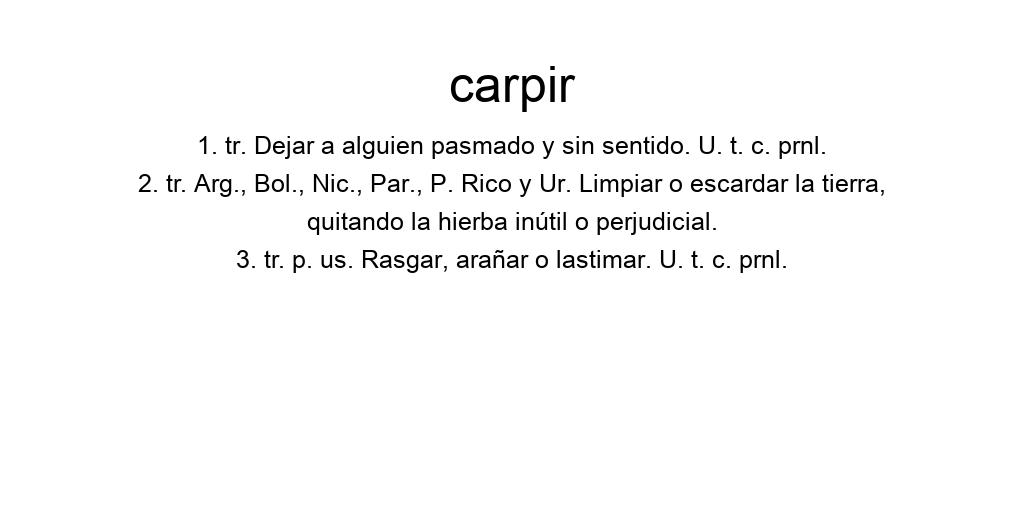 carpir
1. tr. Dejar a alguien pasmado y sin sentido. U. t. c. prnl.
2. tr. Arg., Bol., Nic., Par., P. Rico y Ur. Limpiar o escardar la tierra,
quitando la hierba inútil o perjudicial.
3. tr. p. us. Rasgar, arañar o lastimar. U. t. c. prnl.